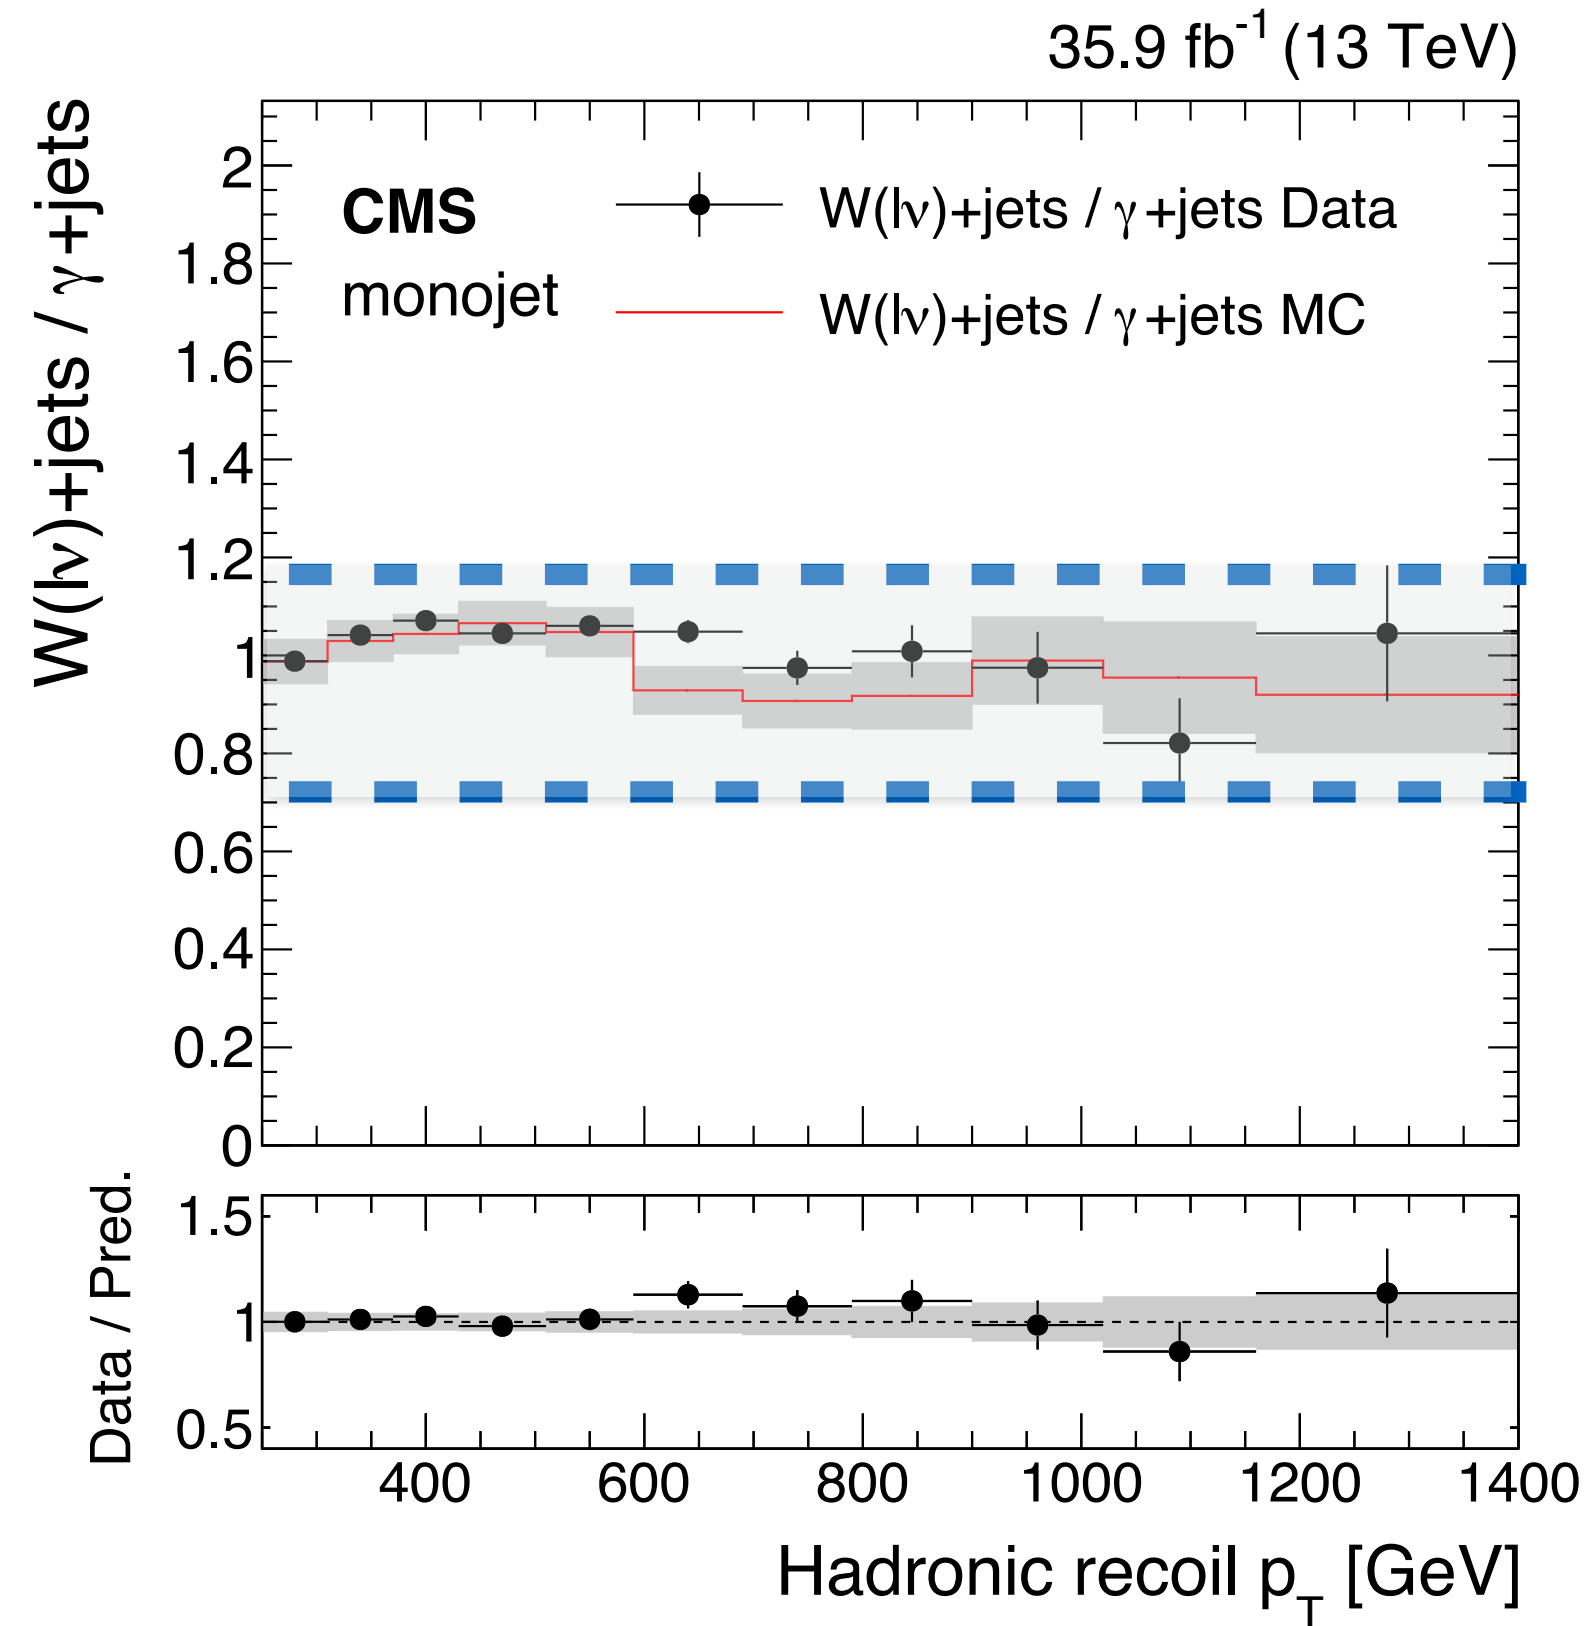 35.9 fb⁻¹ (13 TeV)
W(lν)+jets / γ+jets
2
1.8
1.6
1.4
1.2
1
0.8
0.6
0.4
0.2
0
CMS
monojet
W(lν)+jets / γ+jets Data
W(lν)+jets / γ+jets MC
Data / Pred.
1.5
1
0.5
400 600 800 1000 1200 1400
Hadronic recoil p_T [GeV]